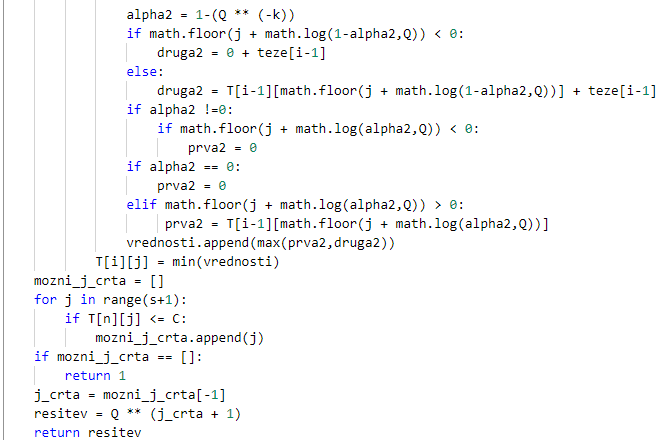 alpha2 = 1-(Q ** (-k))
if math.floor(j + math.log(1-alpha2,Q)) < 0:
druga2 = 0 + teze[i-1]
else:
druga2 = T[i-1][math.floor(j + math.log(1-alpha2,Q))] + teze[i-1]
if alpha2 !=0:
if math.floor(j + math.log(alpha2,Q)) < 0:
prva2 = 0
if alpha2 == 0:
prva2 = 0
elif math.floor(j + math.log(alpha2,Q)) > 0:
prva2 = T[i-1][math.floor(j + math.log(alpha2,Q))]
vrednosti.append(max(prva2,druga2))
T[i][j] = min(vrednosti)
mozni_j_crta = []
for j in range(s+1):
if T[n][j] <= C:
mozni_j_crta.append(j)
if mozni_j_crta == []:
return 1
j_crta = mozni_j_crta[-1]
resitev = Q ** (j_crta + 1)
return resitev